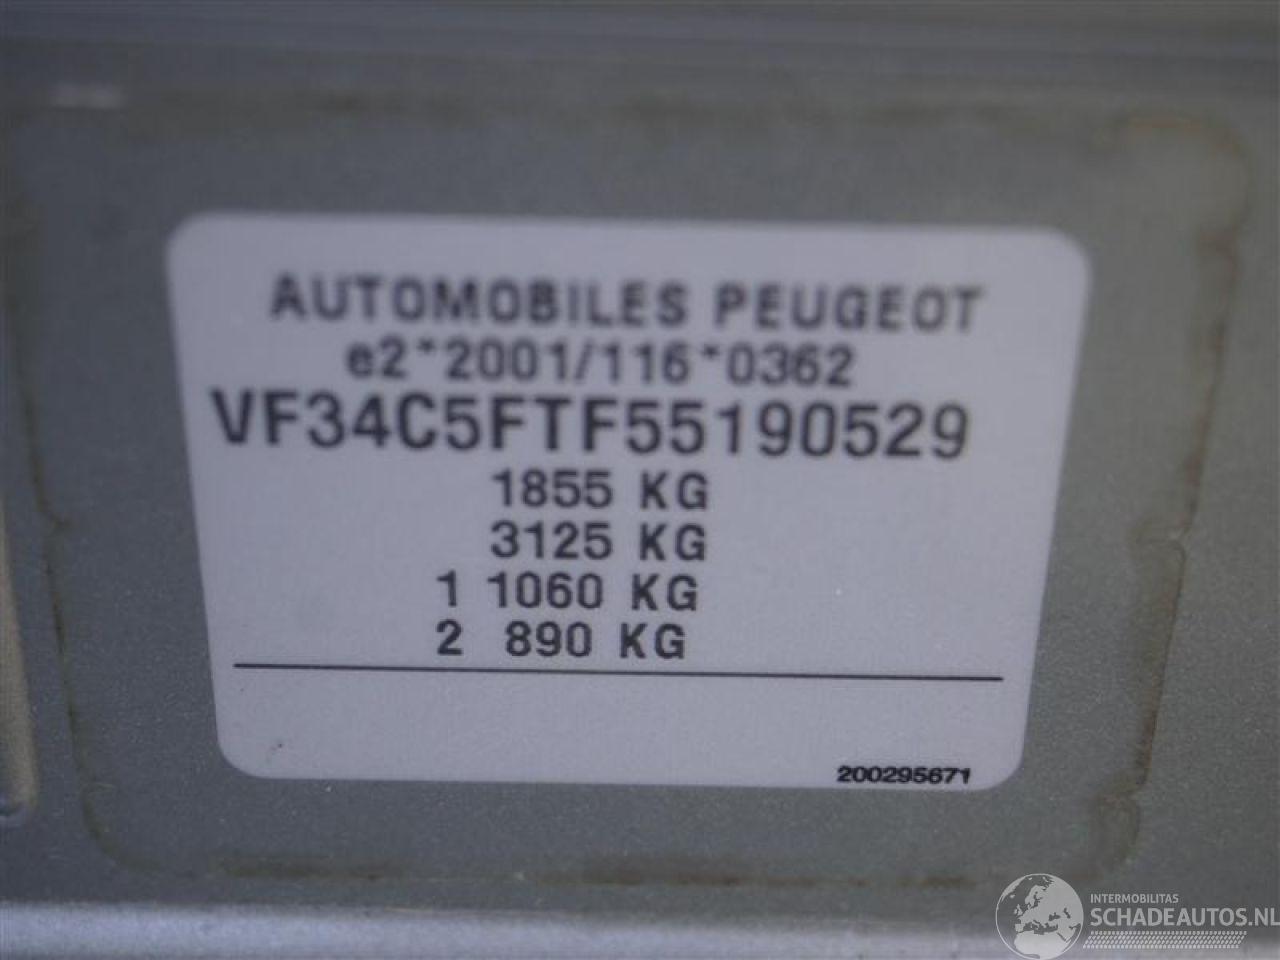 AUTOMOBILES PEUGEOT
e2*2001/116*0362
VF34C5FTF55190529
1855 KG
3125 KG
1 1060 KG
2 890 KG
200295671
INTERMOBILITAS
SCHADEAUTOS.NL